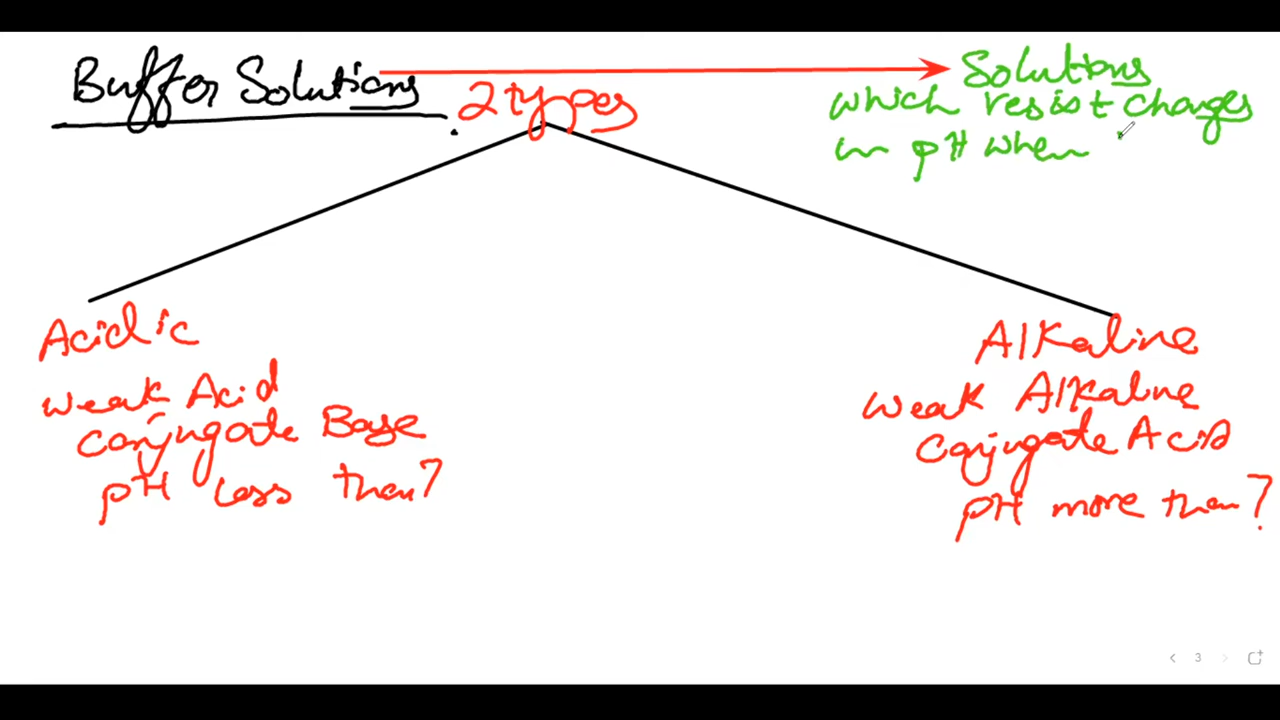 Buffer Solutions
2 types
Solutions
which resist changes
in pH when
Acidic
weak Acid
Conjugate Base
pH less than 7
Alkaline
weak Alkaline
Conjugate Acid
pH more than 7.
3